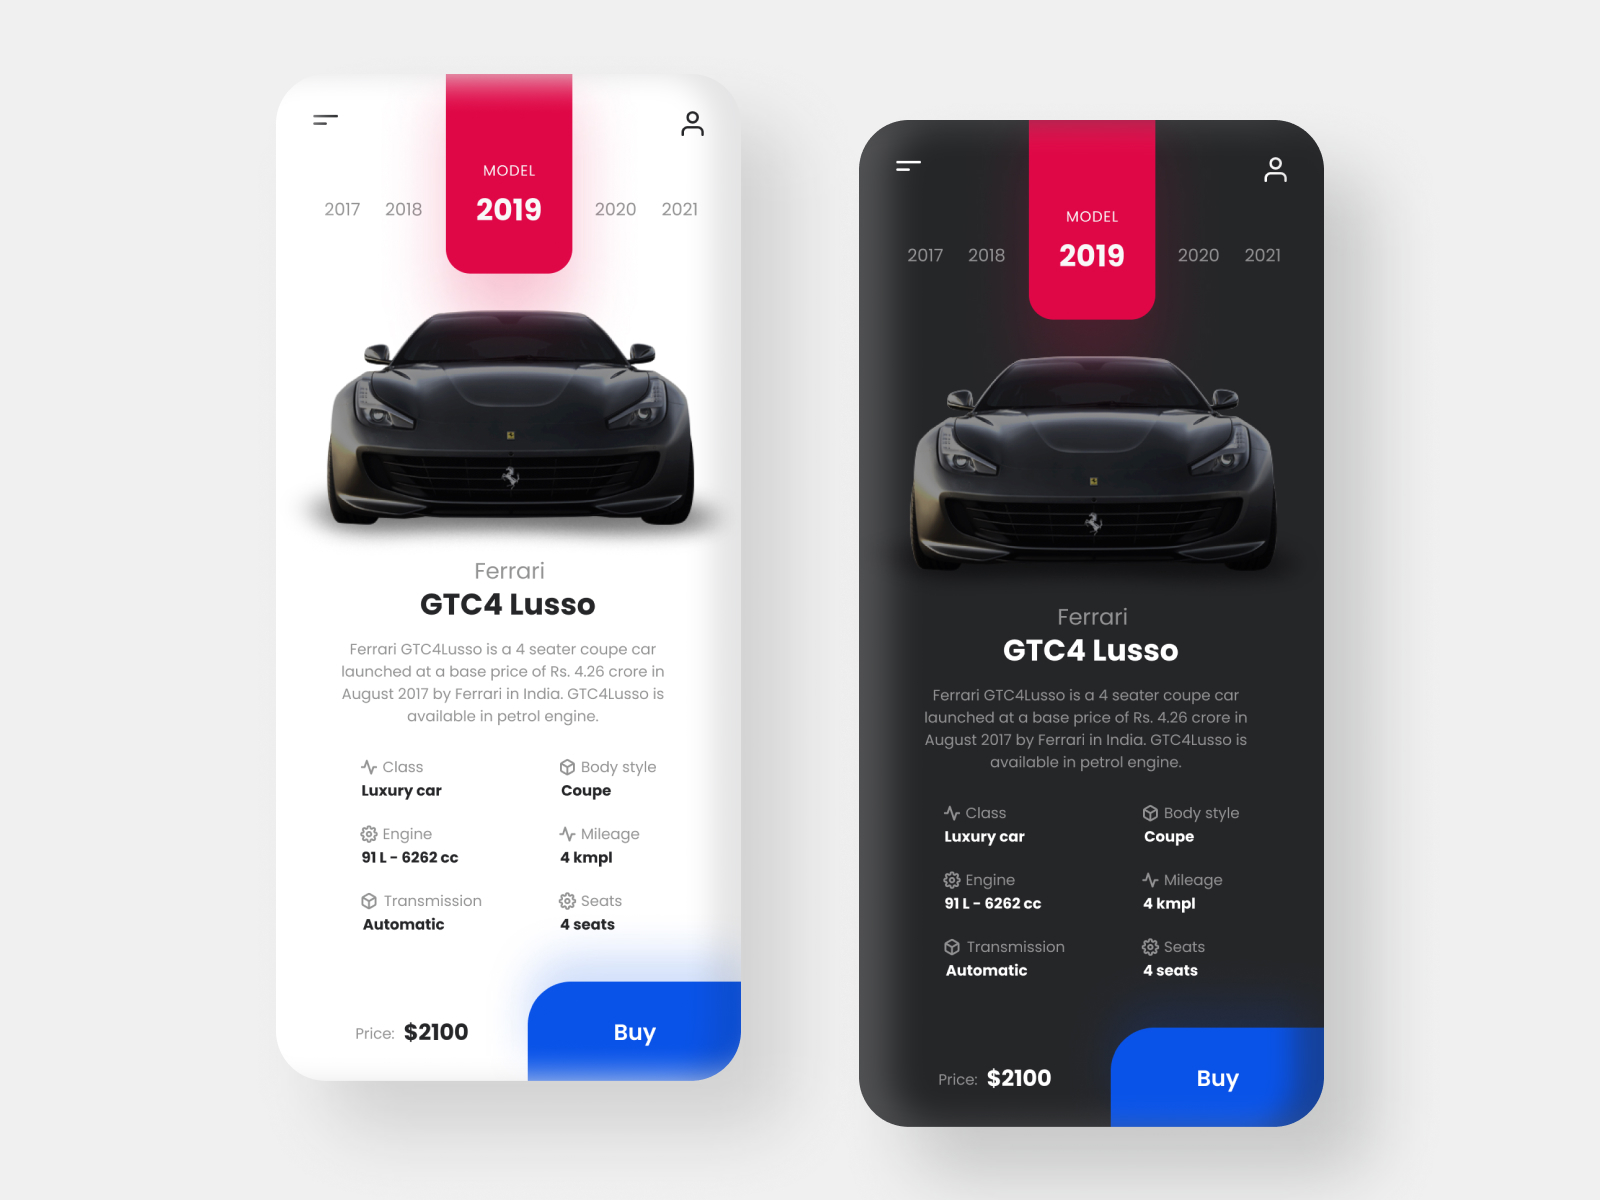 MODEL
2017 2018 2019 2020 2021
Ferrari
GTC4 Lusso
Ferrari GTC4Lusso is a 4 seater coupe car
launched at a base price of Rs. 4.26 crore in
August 2017 by Ferrari in India. GTC4Lusso is
available in petrol engine.
Class Body style
Luxury car Coupe
Engine Mileage
91 L - 6262 cc 4 kmpl
Transmission Seats
Automatic 4 seats
Price: $2100 Buy
MODEL
2017 2018 2019 2020 2021
Ferrari
GTC4 Lusso
Ferrari GTC4Lusso is a 4 seater coupe car
launched at a base price of Rs. 4.26 crore in
August 2017 by Ferrari in India. GTC4Lusso is
available in petrol engine.
Class Body style
Luxury car Coupe
Engine Mileage
91 L - 6262 cc 4 kmpl
Transmission Seats
Automatic 4 seats
Price: $2100 Buy